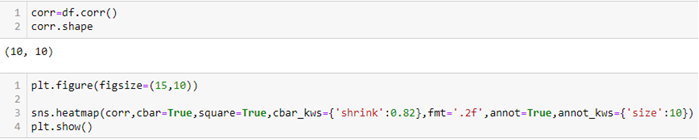 1 corr=df.corr()
2 corr.shape
(10, 10)
1 plt.figure(figsize=(15,10))
2
3 sns.heatmap(corr,cbar=True,square=True,cbar_kws={'shrink':0.82},fmt='.2f',annot=True,annot_kws={'size':10})
4 plt.show()